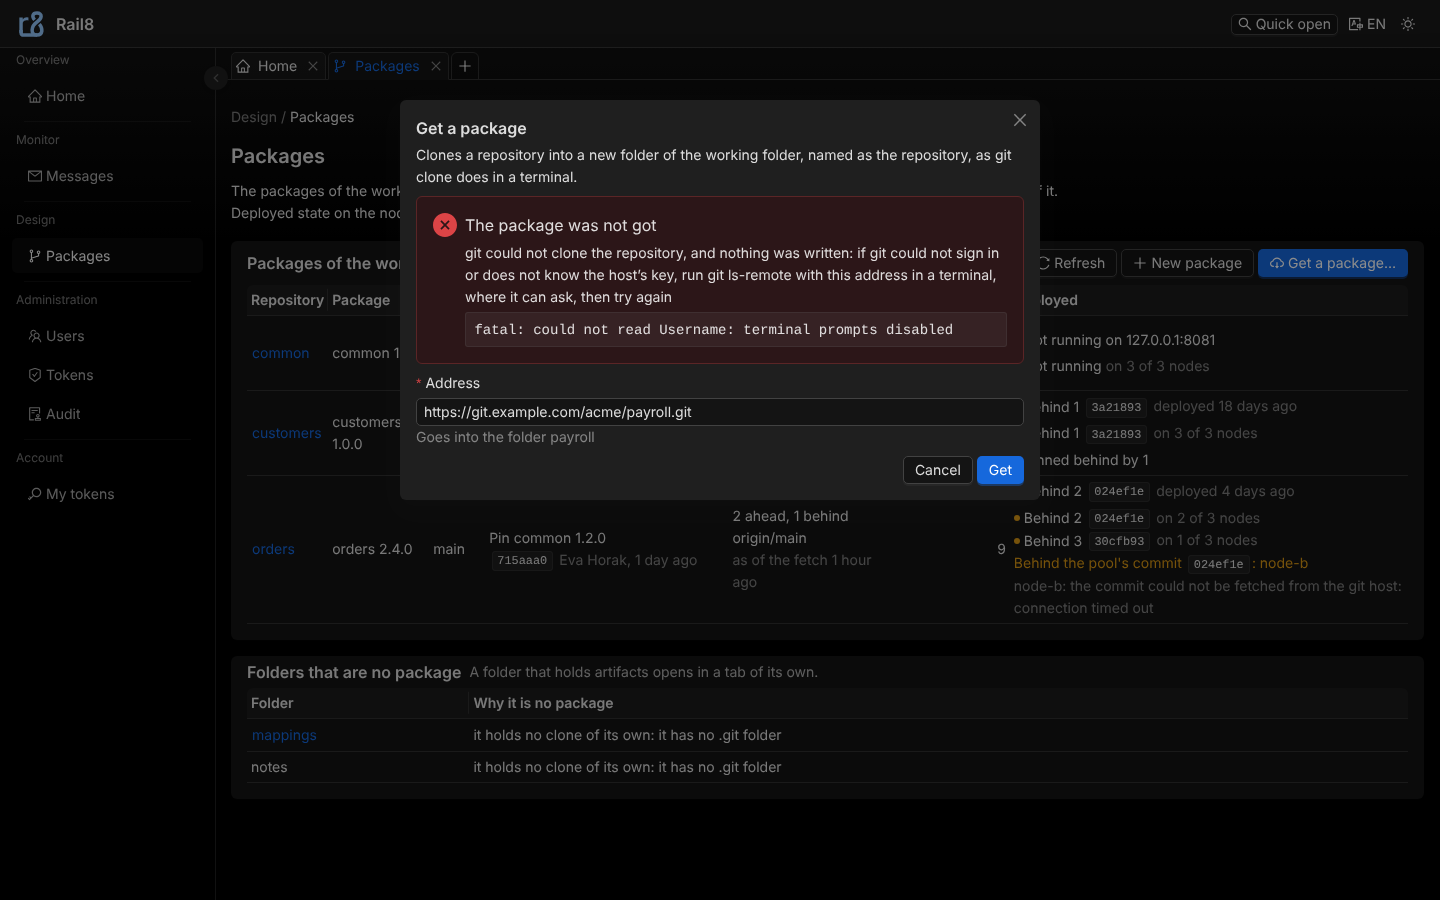 Rail8
Quick open
EN
Overview
Home
Monitor
Messages
Design
Packages
Administration
Users
Tokens
Audit
Account
My tokens
Home
Packages
Design / Packages
Packages
The packages of the work
f it.
Deployed state on the no
Get a package
Clones a repository into a new folder of the working folder, named as the repository, as git
clone does in a terminal.
The package was not got
git could not clone the repository, and nothing was written: if git could not sign in
or does not know the host's key, run git ls-remote with this address in a terminal,
where it can ask, then try again
fatal: could not read Username: terminal prompts disabled
* Address
https://git.example.com/acme/payroll.git
Goes into the folder payroll
Cancel
Get
Packages of the wo
Refresh
New package
Get a package...
Repository
Package
loyed
common
common 1
t running on 127.0.0.1:8081
t running on 3 of 3 nodes
customers
customers
1.0.0
hind 1 3a21893 deployed 18 days ago
hind 1 3a21893 on 3 of 3 nodes
nned behind by 1
orders
orders 2.4.0
main
Pin common 1.2.0
715aaa0 Eva Horak, 1 day ago
2 ahead, 1 behind
origin/main
as of the fetch 1 hour
ago
9
hind 2 024ef1e deployed 4 days ago
Behind 2 024ef1e on 2 of 3 nodes
Behind 3 30cfb93 on 1 of 3 nodes
Behind the pool's commit 024ef1e : node-b
node-b: the commit could not be fetched from the git host:
connection timed out
Folders that are no package
A folder that holds artifacts opens in a tab of its own.
Folder
Why it is no package
mappings
it holds no clone of its own: it has no .git folder
notes
it holds no clone of its own: it has no .git folder